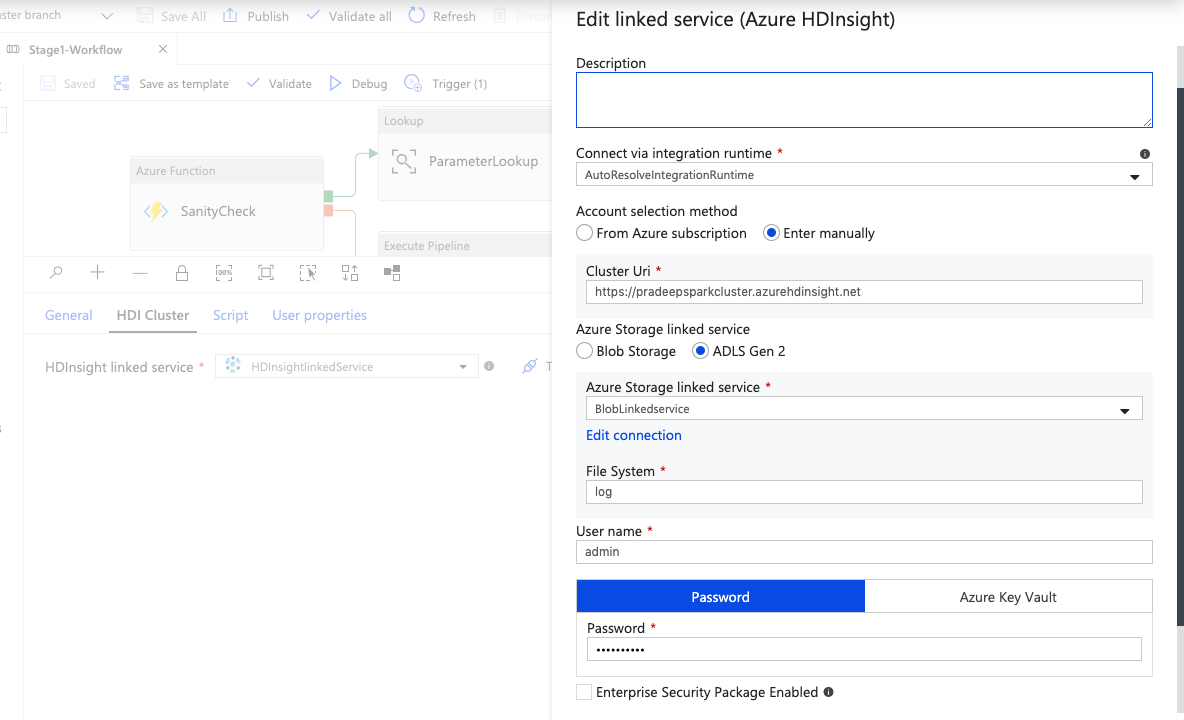 ster branch
Save All
Publish
Validate all
Refresh
Discar
Stage1-Workflow
Saved
Save as template
Validate
Debug
Trigger (1)
Lookup
ParameterLookup
Azure Function
SanityCheck
Execute Pipeline
100%
General
HDI Cluster
Script
User properties
HDInsight linked service *
HDInsightlinkedService
T
Edit linked service (Azure HDInsight)
Description
Connect via integration runtime *
AutoResolveIntegrationRuntime
Account selection method
From Azure subscription
Enter manually
Cluster Uri *
https://pradeepsparkcluster.azurehdinsight.net
Azure Storage linked service
Blob Storage
ADLS Gen 2
Azure Storage linked service *
BlobLinkedservice
Edit connection
File System *
log
User name *
admin
Password
Azure Key Vault
Password *
••••••••••
Enterprise Security Package Enabled